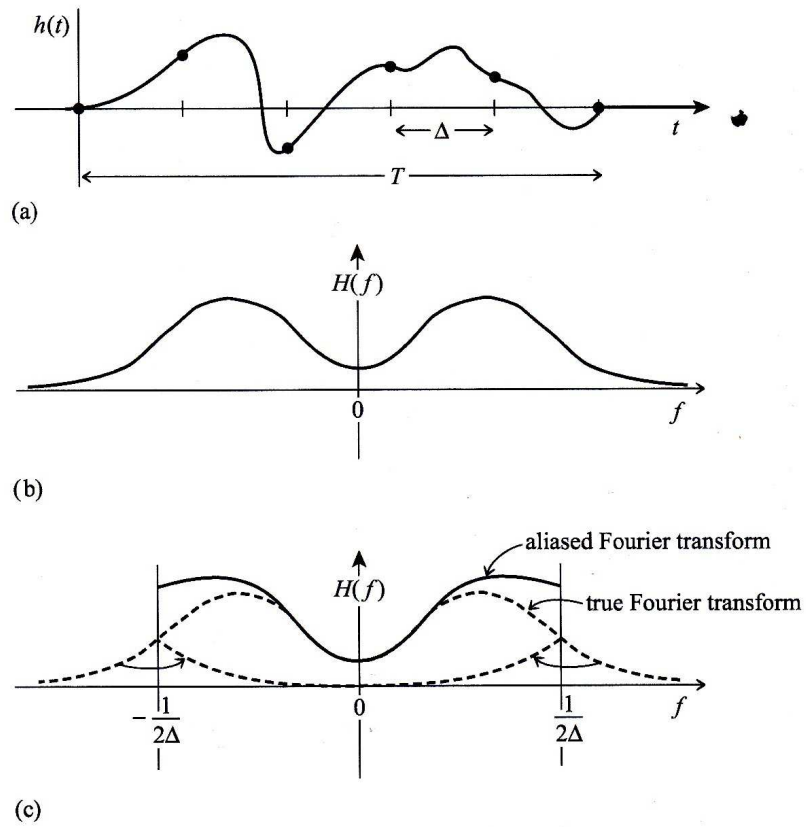 h(t)
Δ
t
T
(a)
H(f)
0
f
(b)
aliased Fourier transform
H(f)
true Fourier transform
0
f
-1/2Δ
1/2Δ
(c)